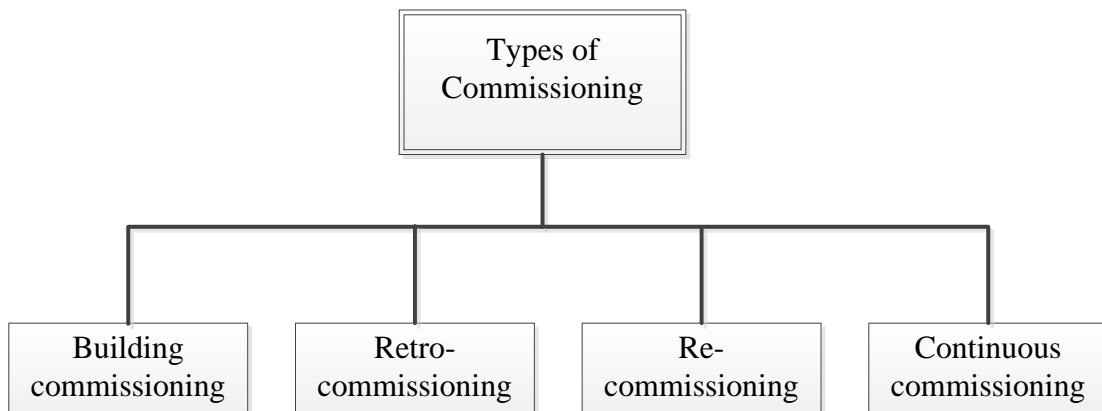 Types of
Commissioning
Building
commissioning
Retro-
commissioning
Re-
commissioning
Continuous
commissioning